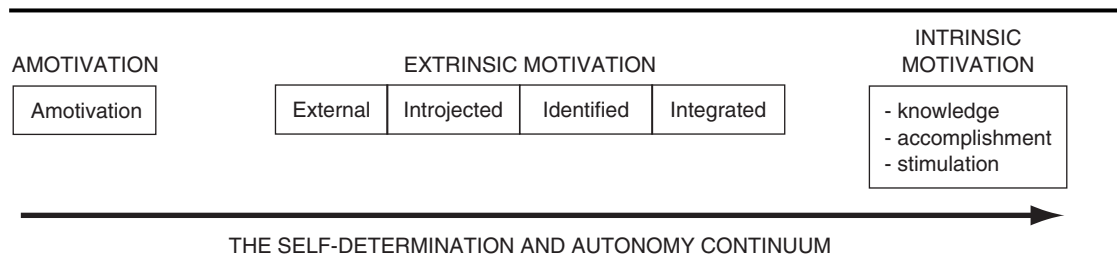 AMOTIVATION
Amotivation
EXTRINSIC MOTIVATION
External Introjected Identified Integrated
INTRINSIC
MOTIVATION
- knowledge
- accomplishment
- stimulation
THE SELF-DETERMINATION AND AUTONOMY CONTINUUM